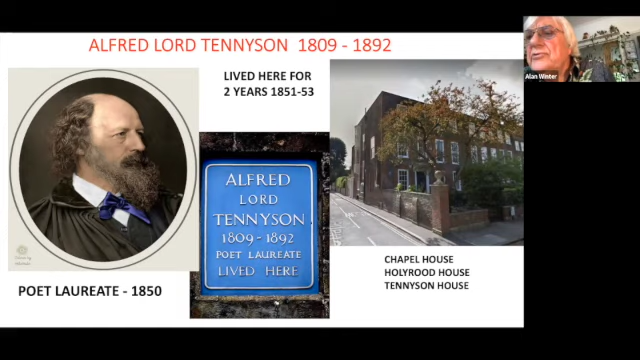 ALFRED LORD TENNYSON 1809 - 1892
Alan Winter
LIVED HERE FOR
2 YEARS 1851-53
ALFRED
LORD
TENNYSON
1809-1892
POET LAUREATE
LIVED HERE
CHAPEL HOUSE
HOLYROOD HOUSE
TENNYSON HOUSE
POET LAUREATE - 1850